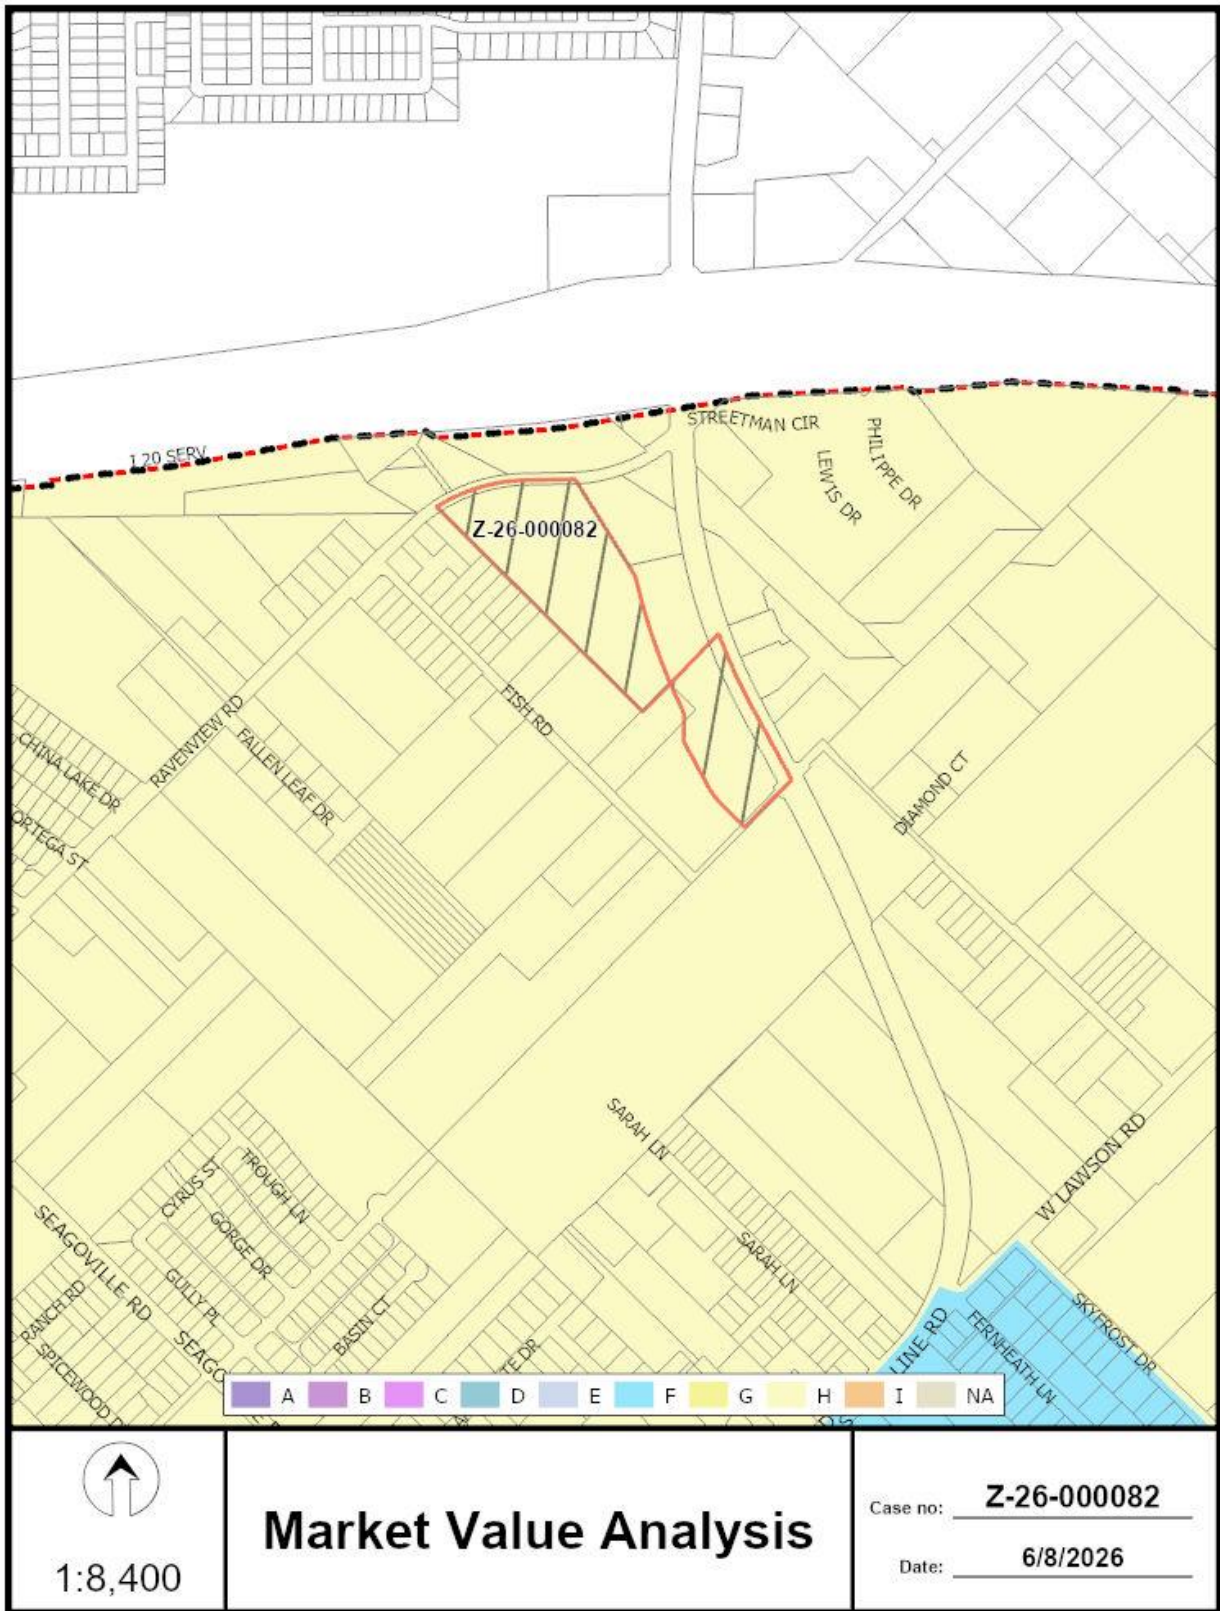 STREETMAN CIR
PHILIPPE DR
LEWIS DR
I 20 SERV
Z-26-000082
FISH RD
RAVENVIEW RD
FALLEN LEAF DR
CHINA LAKE DR
ORTEGA ST
DIAMOND CT
SARAH LN
W LAWSON RD
TROUGH LN
CYRUS ST
GORGE DR
SEAGOVILLE RD
GULLY PL
SARAH LN
RANCH RD
BASIN CT
SPICEWOOD D
SEAGO
TE DR
LINE RD
FERNHEATH LN
SKYFROST DR
A B C D E F G H I NA
1:8,400
Market Value Analysis
Case no: Z-26-000082
Date: 6/8/2026